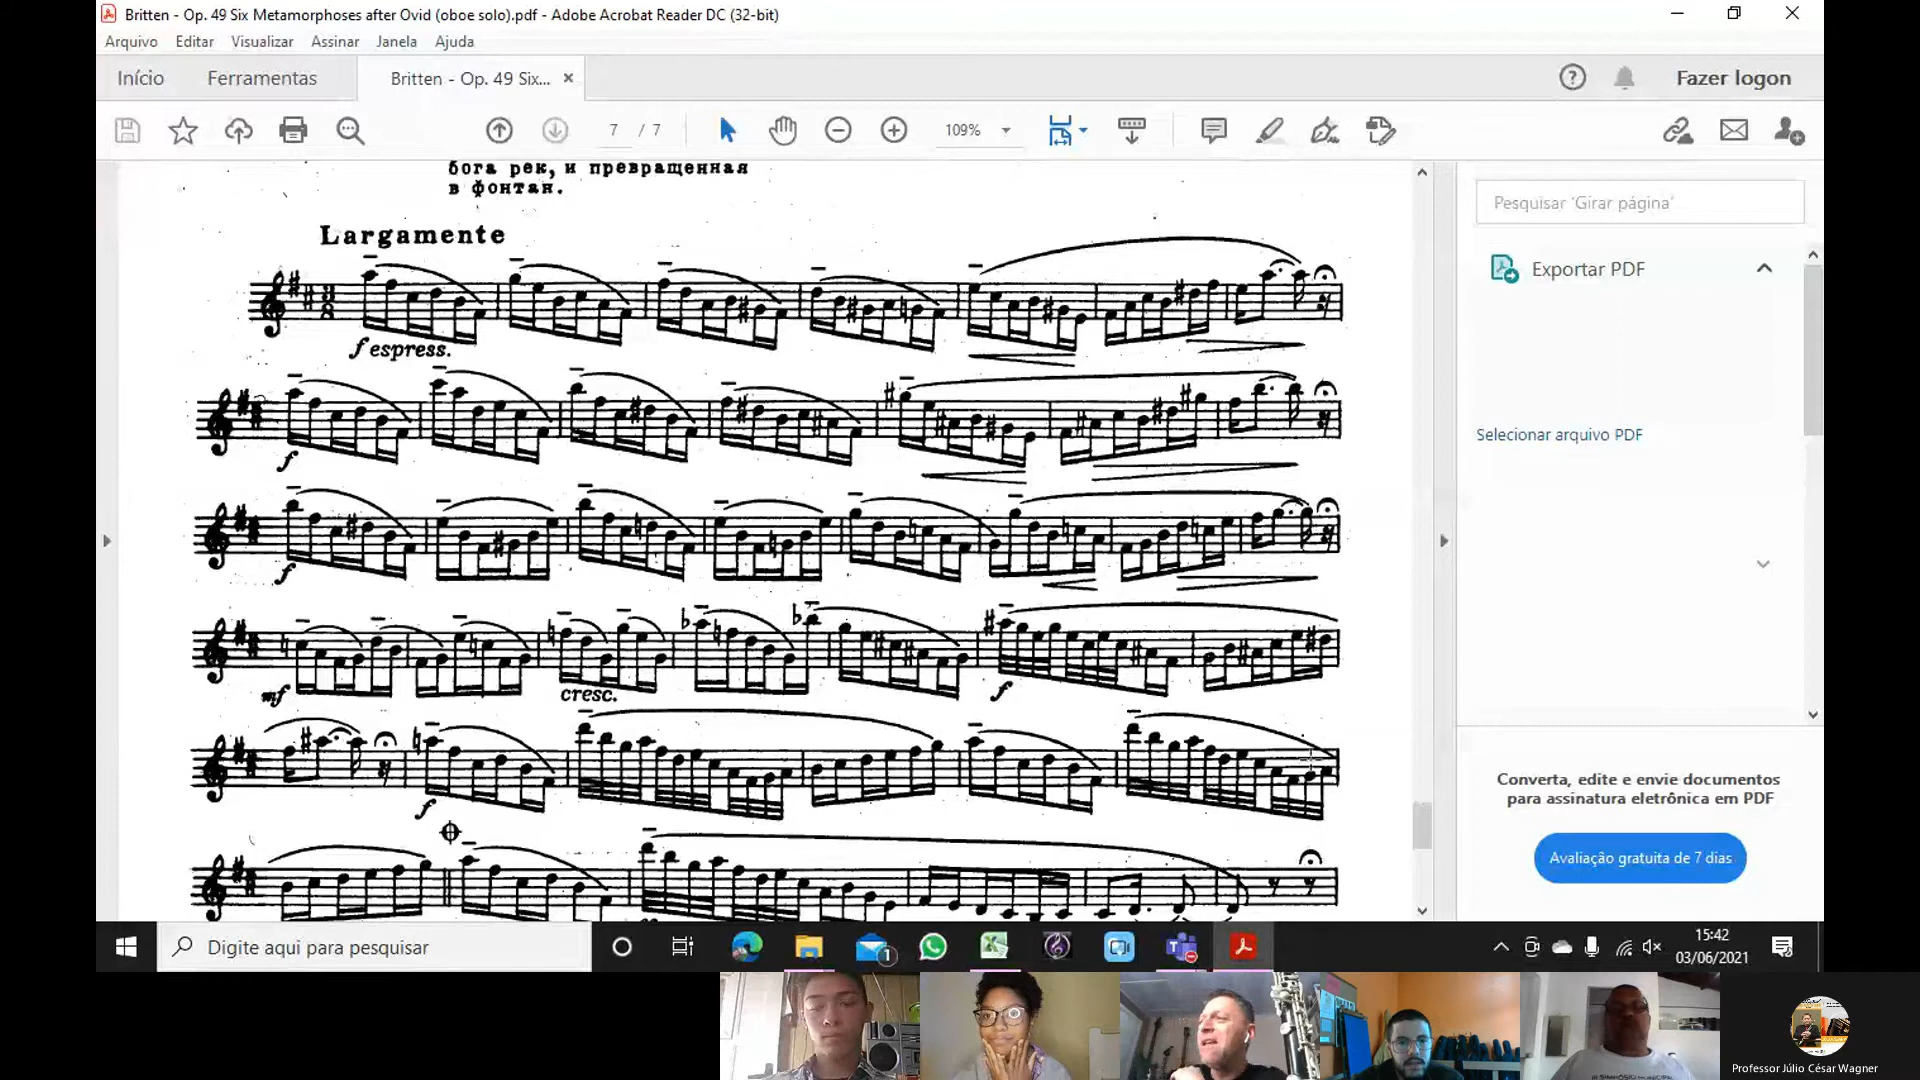 Britten - Op. 49 Six Metamorphoses after Ovid (oboe solo).pdf - Adobe Acrobat Reader DC (32-bit)
Arquivo Editar Visualizar Assinar Janela Ajuda
Início Ferramentas Britten - Op. 49 Six... × Fazer logon
7 / 7 109%
бога рек, и превращенная
в фонтан.
Largamente
f espress.
f
f
mf cresc. f
f
Pesquisar 'Girar página'
Exportar PDF
Selecionar arquivo PDF
Converta, edite e envie documentos
para assinatura eletrônica em PDF
Avaliação gratuita de 7 dias
Digite aqui para pesquisar
1
15:42
03/06/2021
Professor Júlio César Wagner